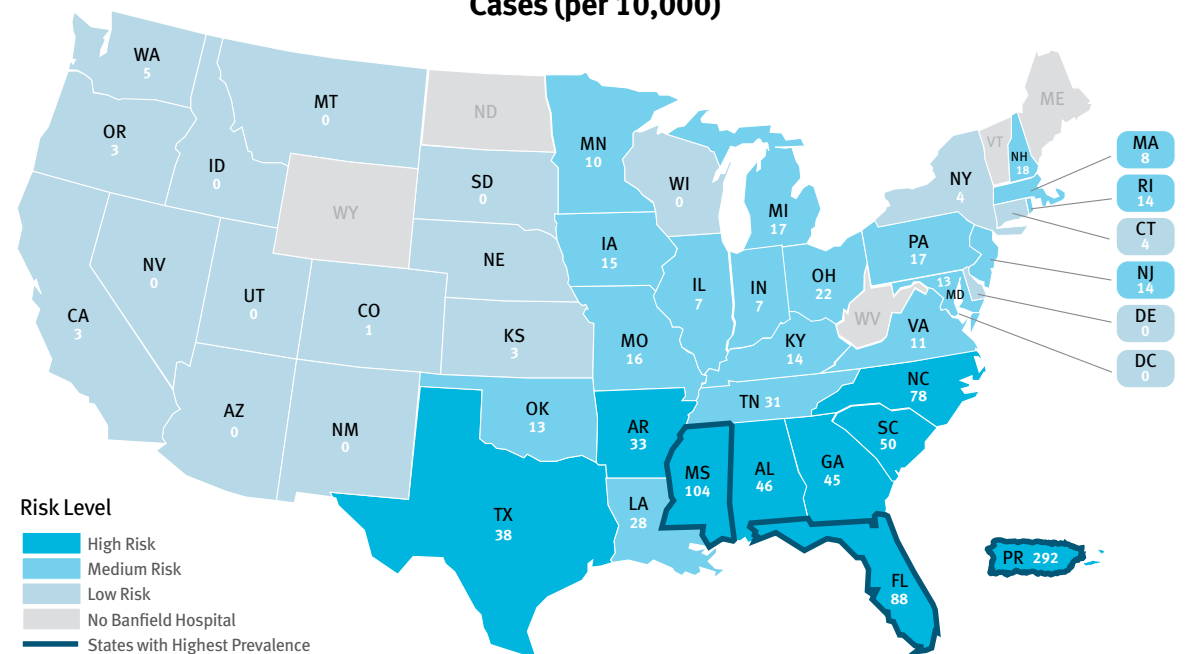 Cases (per 10,000)
WA
5
OR
3
ID
0
MT
0
ND
WY
SD
0
NE
MN
10
WI
0
MI
17
IA
15
NV
0
UT
0
CO
1
CA
3
KS
3
MO
16
IL
7
IN
7
OH
22
KY
14
WV
VA
11
PA
17
NY
4
VT
NH
18
ME
MA
8
RI
14
CT
4
NJ
14
DE
0
DC
0
13
MD
AZ
0
NM
0
OK
13
AR
33
TN 31
NC
78
SC
50
MS
104
AL
46
GA
45
TX
38
LA
28
FL
88
PR 292
Risk Level
High Risk
Medium Risk
Low Risk
No Banfield Hospital
States with Highest Prevalence